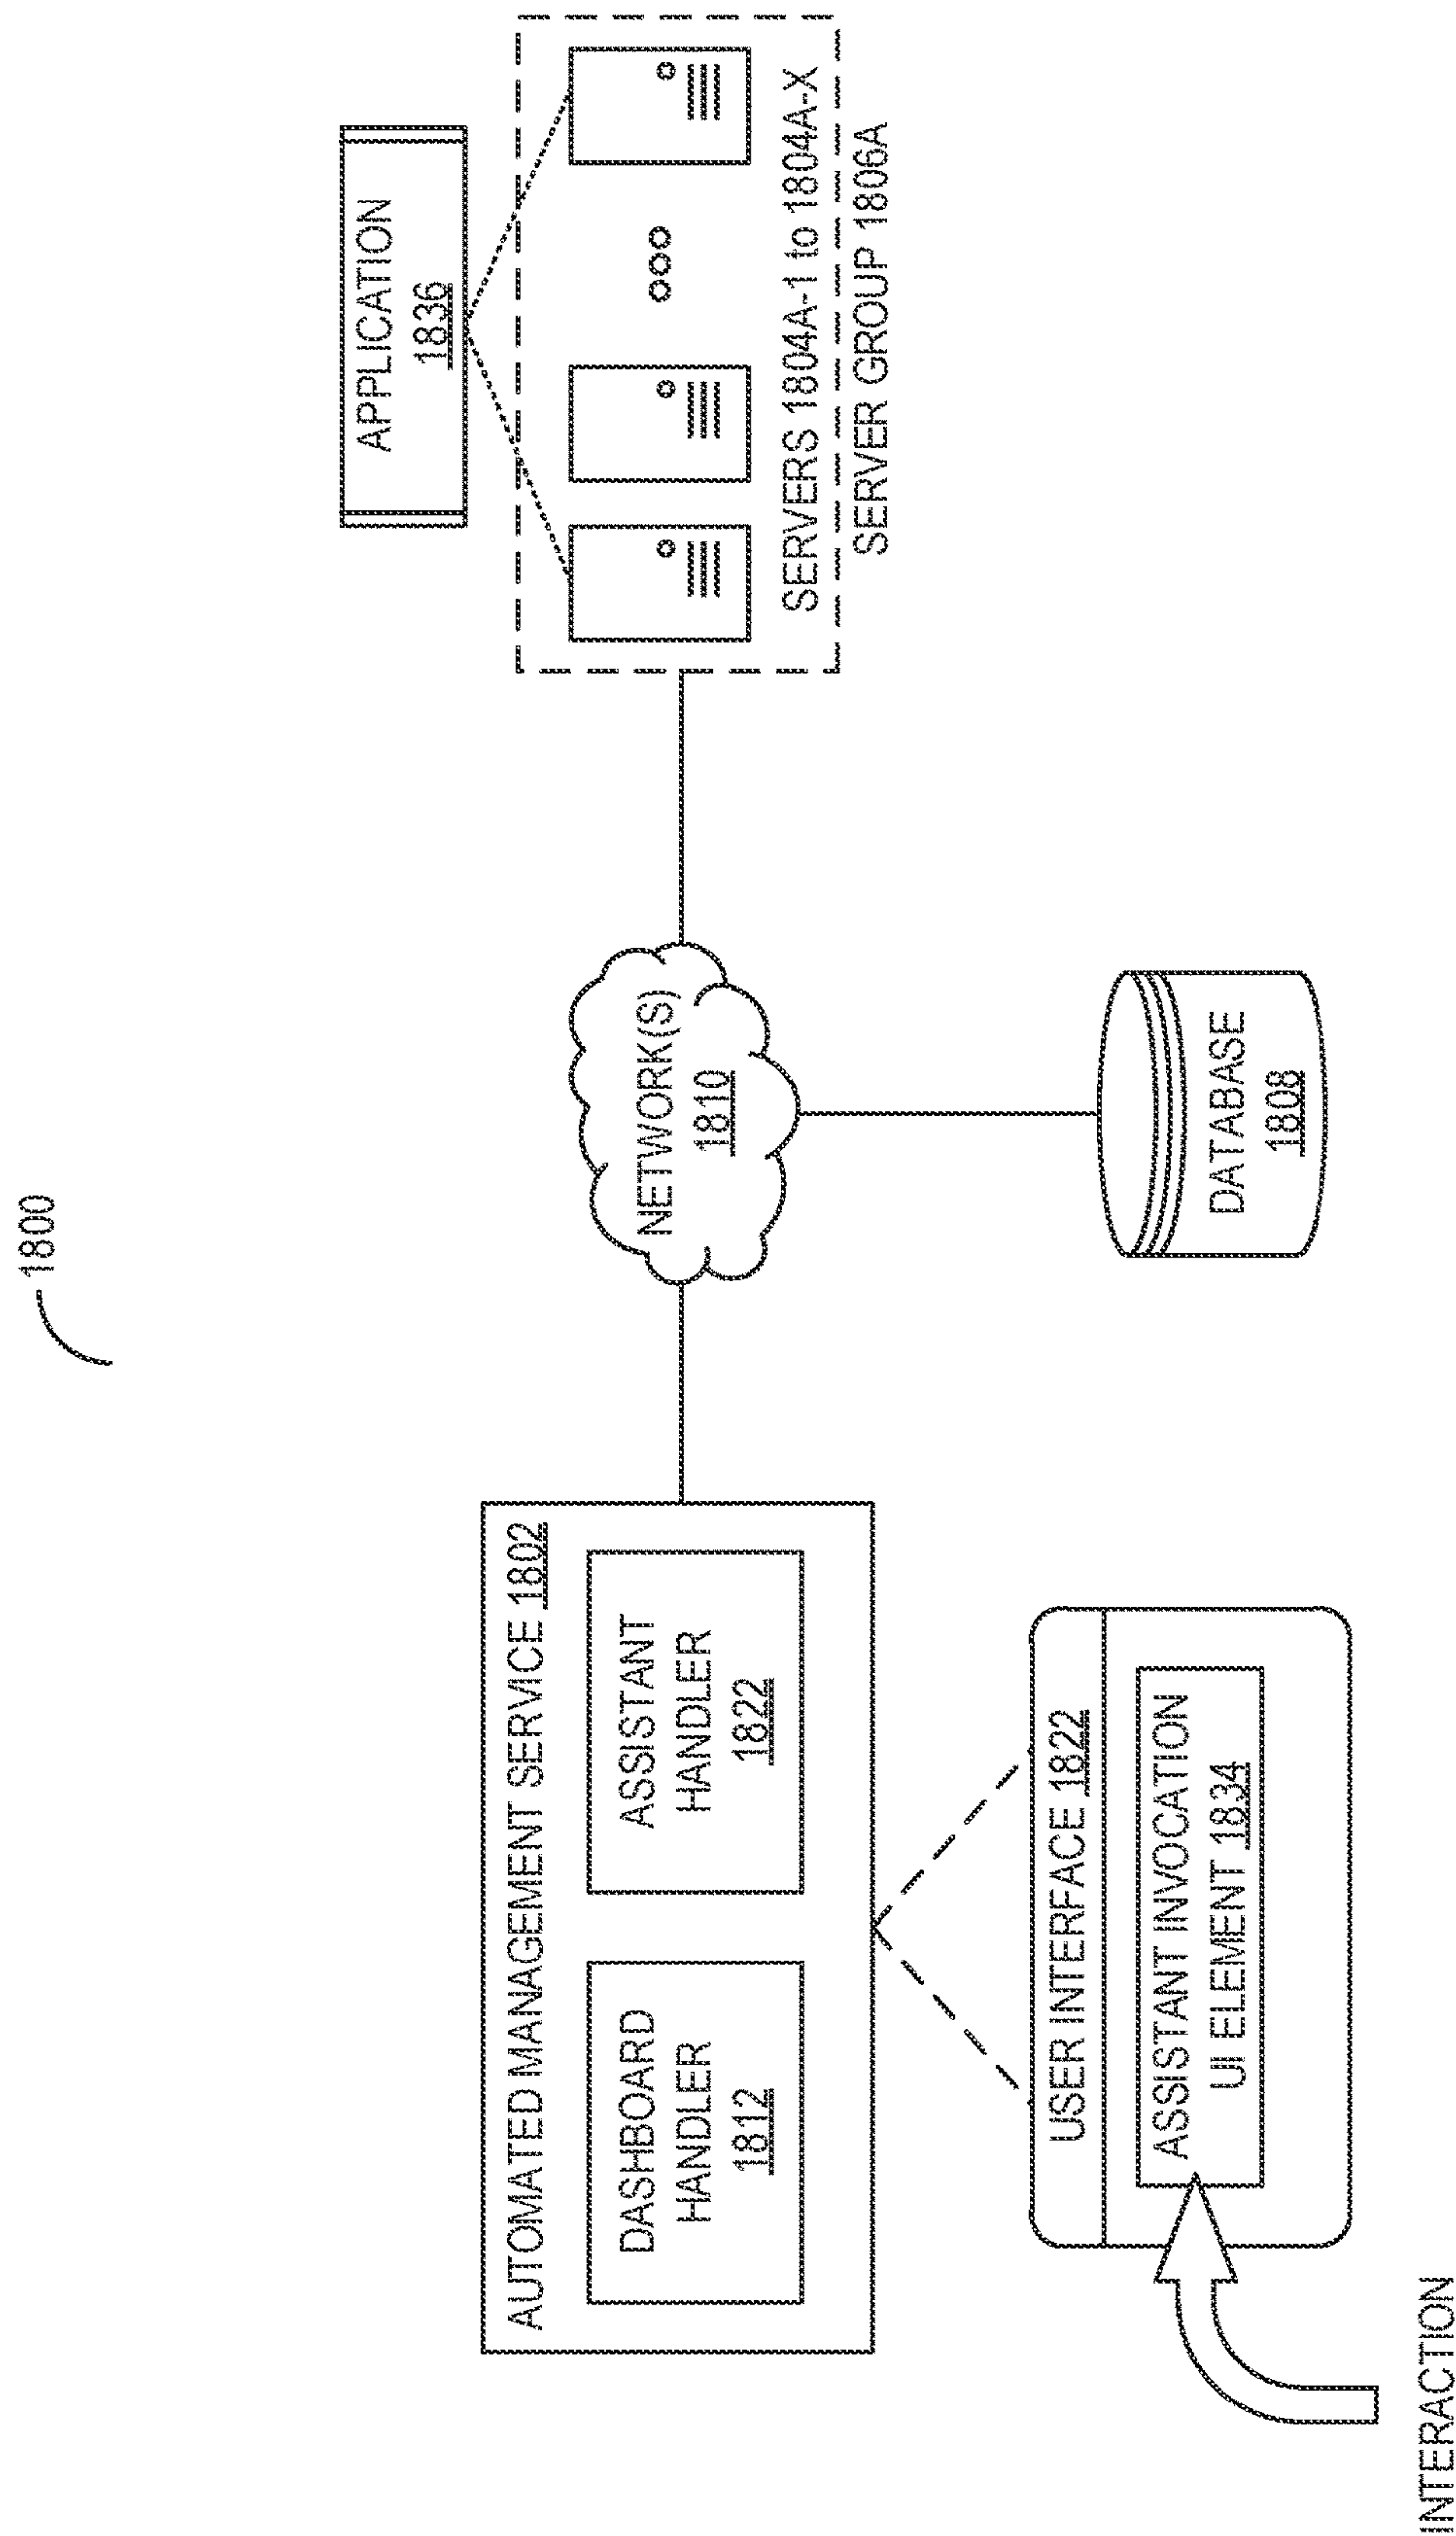 1800
APPLICATION
1836
SERVERS 1804A-1 to 1804A-X
SERVER GROUP 1806A
NETWORK(S)
1810
DATABASE
1808
AUTOMATED MANAGEMENT SERVICE 1802
DASHBOARD
HANDLER
1812
ASSISTANT
HANDLER
1822
USER INTERFACE 1822
ASSISTANT INVOCATION
UI ELEMENT 1834
INTERACTION